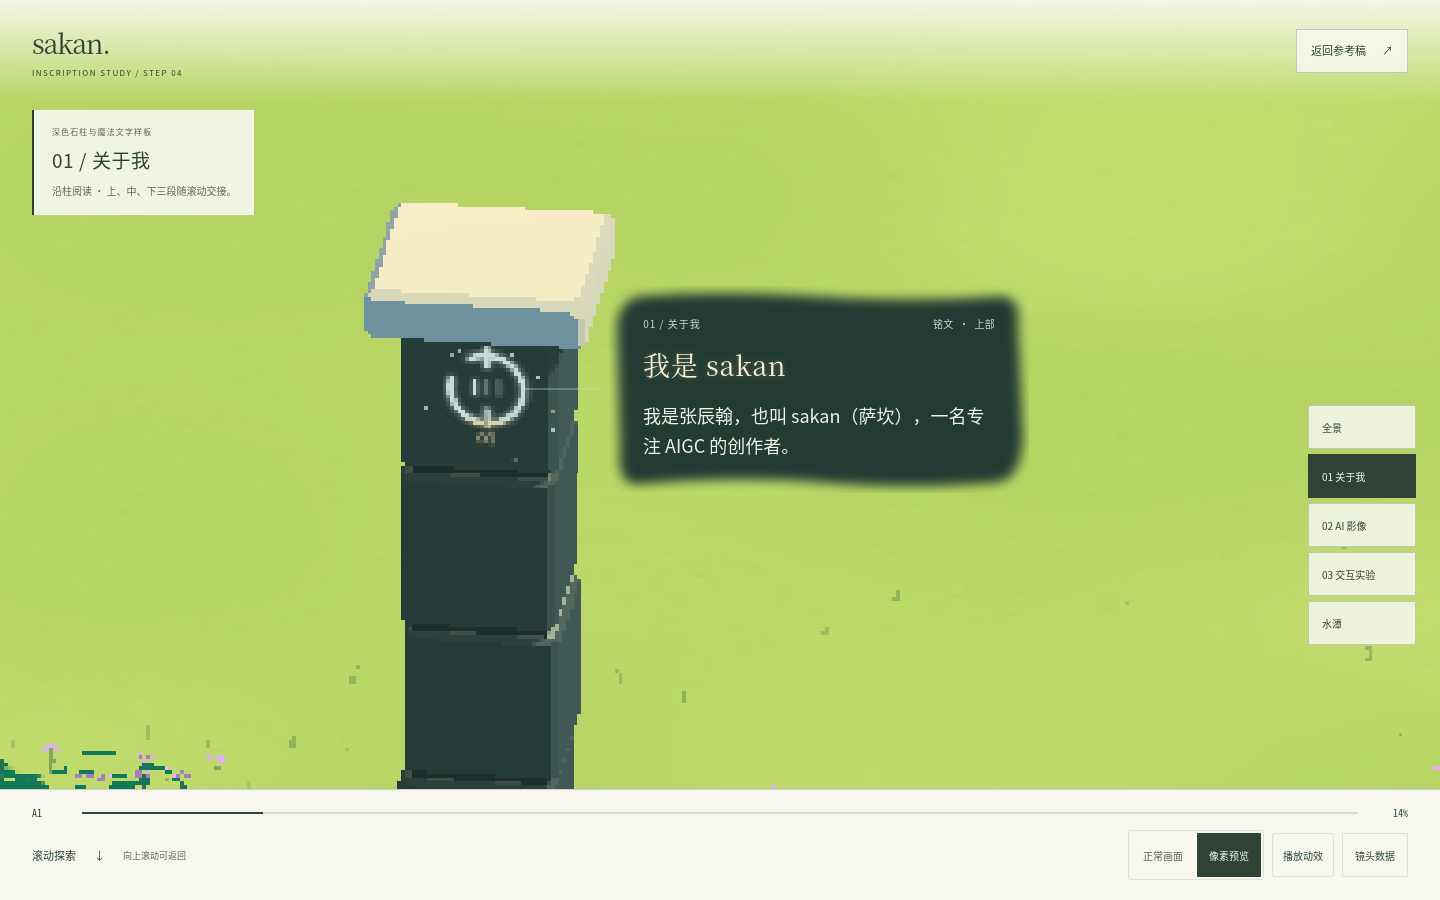 sakan.
INSCRIPTION STUDY / STEP 04
返回参考稿 ↗
深色石柱与魔法文字样板
01 / 关于我
沿柱阅读 · 上、中、下三段随滚动交接。
01 / 关于我
铭文 · 上部
我是 sakan
我是张辰翰，也叫 sakan（萨坎），一名专
注 AIGC 的创作者。
全景
01 关于我
02 AI 影像
03 交互实验
水潭
A1
14%
滚动探索 ↓ 向上滚动可返回
正常画面
像素预览
播放动效
镜头数据